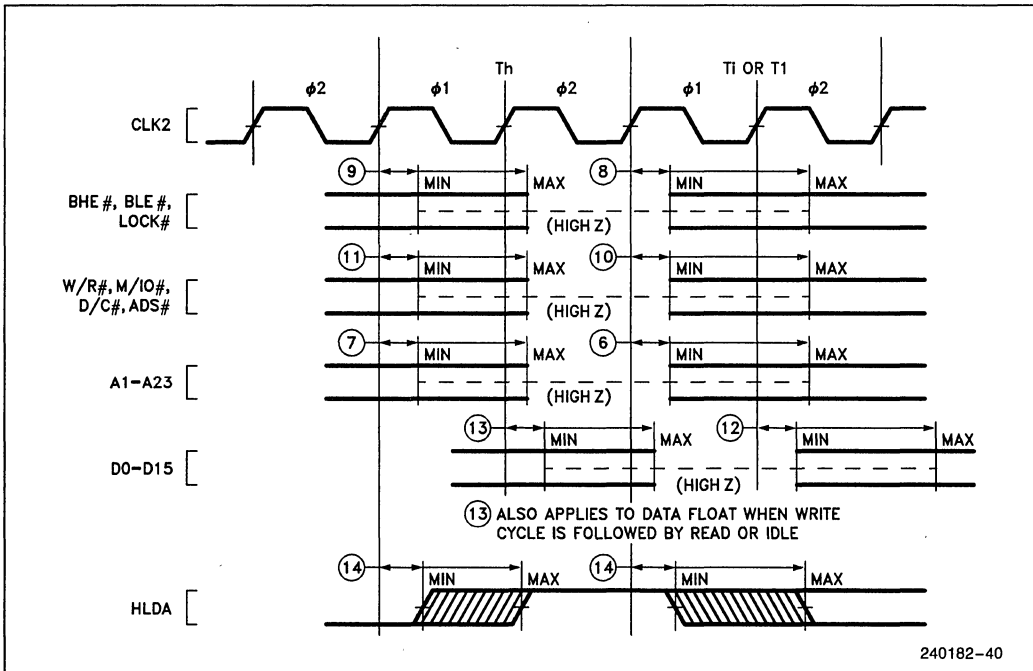 Th Ti OR T1
ϕ2 ϕ1 ϕ2 ϕ1 ϕ2
CLK2
9 MIN MAX 8 MIN MAX
BHE#, BLE#,
LOCK#
(HIGH Z)
11 MIN MAX 10 MIN MAX
W/R#, M/IO#,
D/C#, ADS#
(HIGH Z)
7 MIN MAX 6 MIN MAX
A1-A23
(HIGH Z)
13 MIN MAX 12 MIN MAX
D0-D15
(HIGH Z)
13 ALSO APPLIES TO DATA FLOAT WHEN WRITE
CYCLE IS FOLLOWED BY READ OR IDLE
14 MIN MAX 14 MIN MAX
HLDA
240182-40